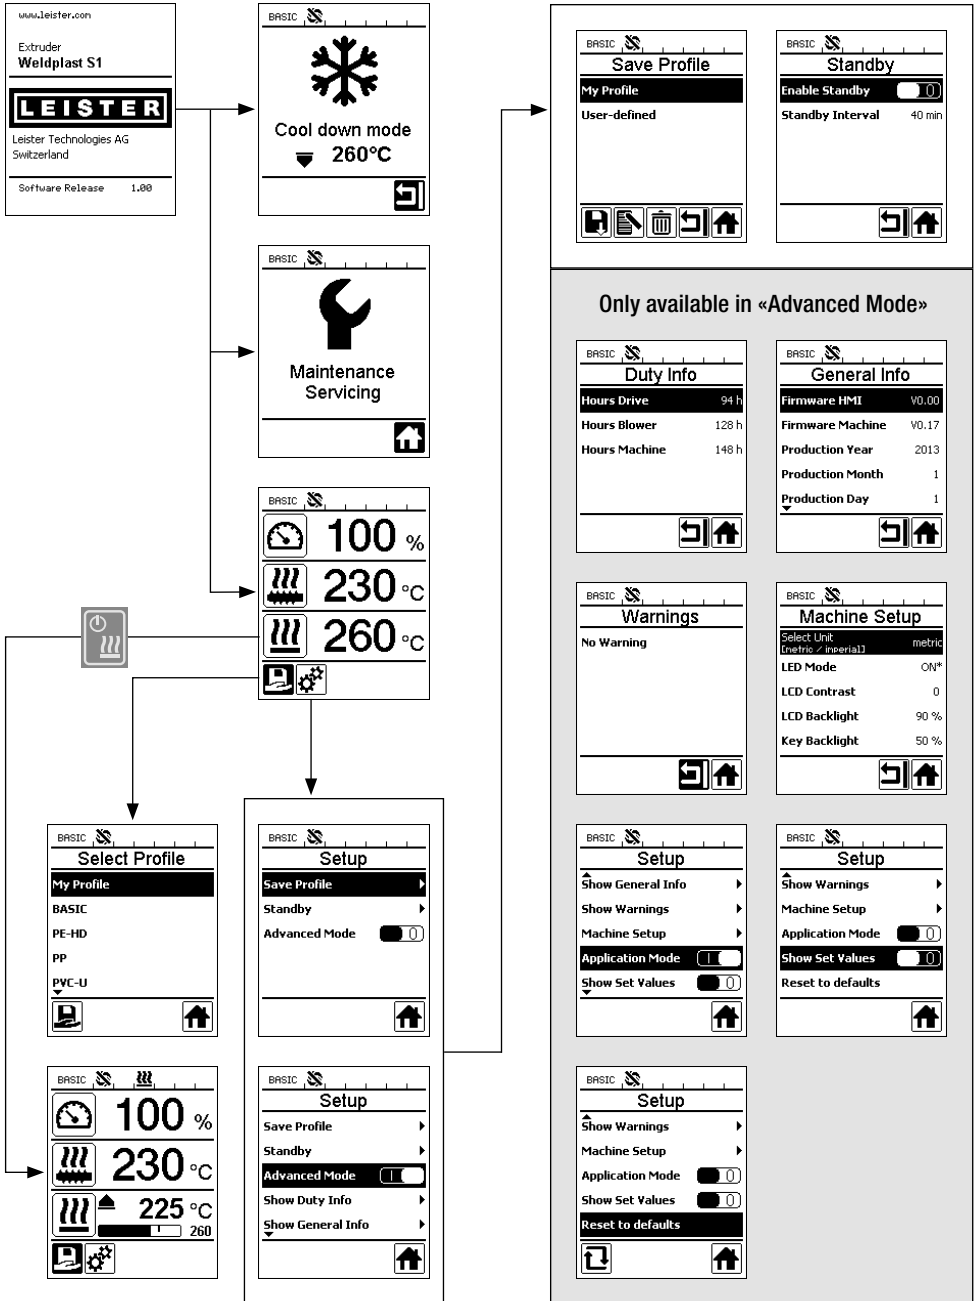 www.leister.com
Extruder
Weldplast S1
LEISTER
Leister Technologies AG
Switzerland
Software Release 1.00
BASIC
Cool down mode
260°C
BASIC
Maintenance
Servicing
BASIC
100 %
230 °C
260 °C
BASIC
Select Profile
My Profile
BASIC
PE-HD
PP
PVC-U
BASIC
Setup
Save Profile
Standby
Advanced Mode 0
BASIC
100 %
230 °C
225 °C
260
BASIC
Setup
Save Profile
Standby
Advanced Mode I
Show Duty Info
Show General Info
BASIC
Save Profile
My Profile
User-defined
BASIC
Standby
Enable Standby 0
Standby Interval 40 min
Only available in «Advanced Mode»
BASIC
Duty Info
Hours Drive 94 h
Hours Blower 128 h
Hours Machine 148 h
BASIC
General Info
Firmware HMI V0.00
Firmware Machine V0.17
Production Year 2013
Production Month 1
Production Day 1
BASIC
Warnings
No Warning
BASIC
Machine Setup
Select Unit metric
[metric / imperial]
LED Mode ON*
LCD Contrast 0
LCD Backlight 90 %
Key Backlight 50 %
BASIC
Setup
Show General Info
Show Warnings
Machine Setup
Application Mode I
Show Set Values 0
BASIC
Setup
Show Warnings
Machine Setup
Application Mode 0
Show Set Values 0
Reset to defaults
BASIC
Setup
Show Warnings
Machine Setup
Application Mode 0
Show Set Values 0
Reset to defaults